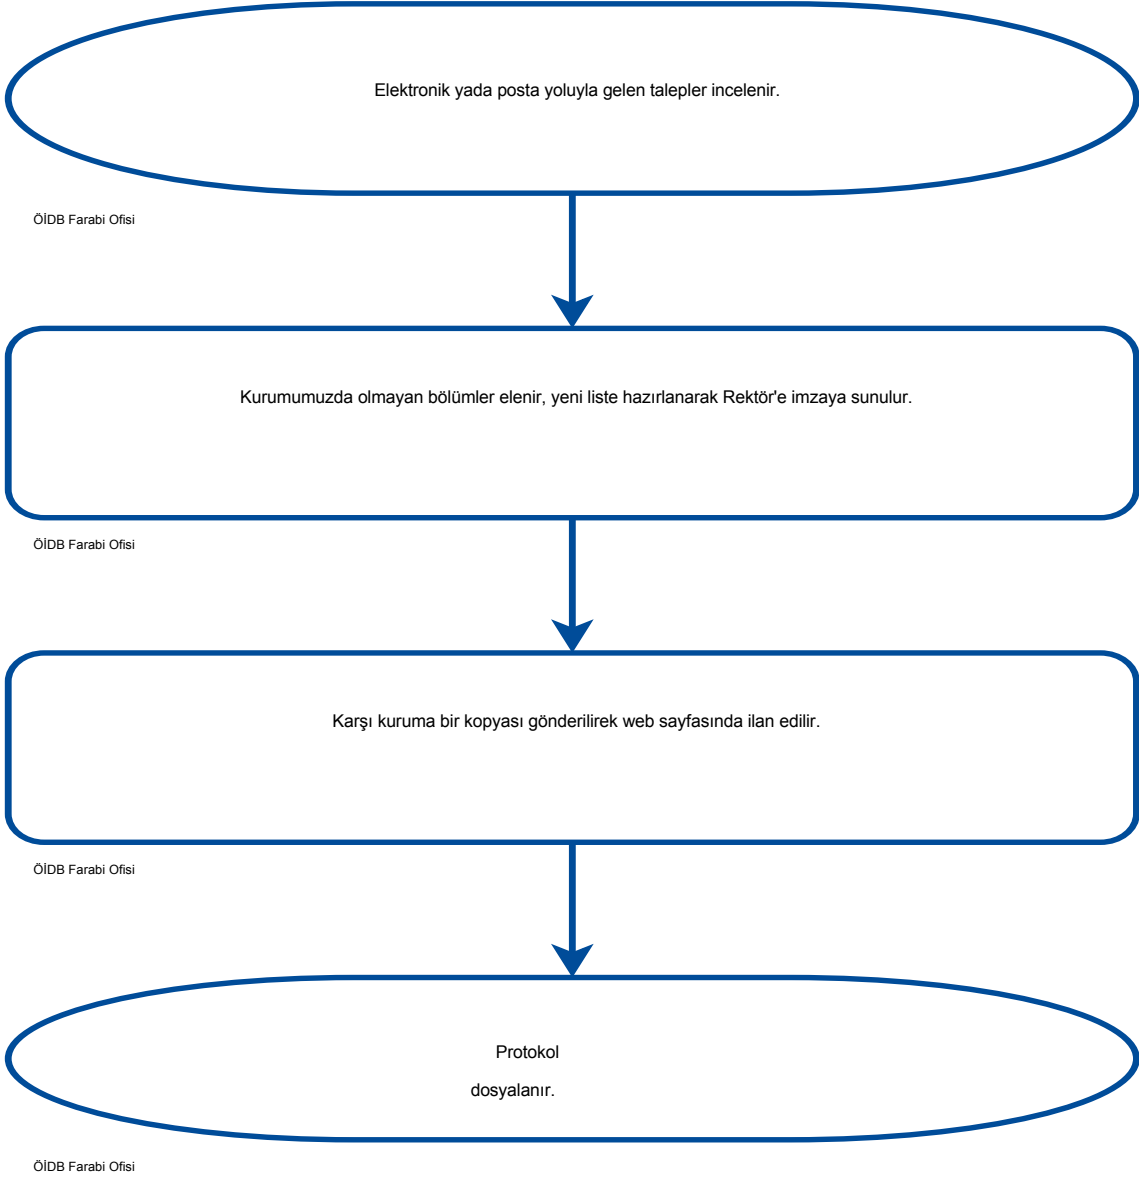 Elektronik yada posta yoluyla gelen talepler incelenir.
ÖİDB Farabi Ofisi
Kurumumuzda olmayan bölümler elenir, yeni liste hazırlanarak Rektör'e imzaya sunulur.
ÖİDB Farabi Ofisi
Karşı kuruma bir kopyası gönderilirek web sayfasında ilan edilir.
ÖİDB Farabi Ofisi
Protokol
dosyalanır.
ÖİDB Farabi Ofisi